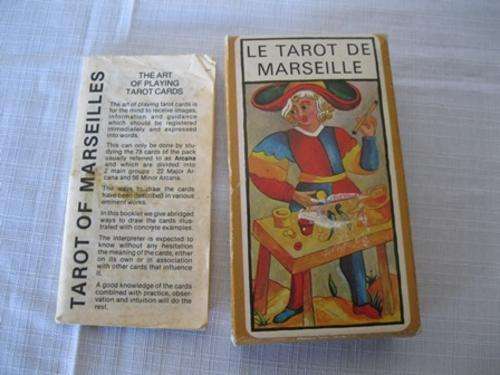 TAROT OF MARSEILLES
THE ART
OF PLAYING
TAROT CARDS
The art of playing tarot cards is
for the mind to receive images,
information and guidance
which should be registered
immediately and expressed
into words.
This can only be done by stu-
dying the 78 cards of the pack
usually referred to as Arcana
and which are divided into
2 main groups : 22 Major Ar-
cana and 56 Minor Arcana.
The ways to draw the cards
have been described in various
eminent works.
In this booklet we give abridged
ways to draw the cards illus-
trated with concrete examples.
The interpreter is expected to
know without any hesitation
the meaning of the cards, either
on its own or in association
with other cards that influence
it.
A good knowledge of the cards
combined with practice, obser-
vation and intuition will do the
rest.
LE TAROT DE
MARSEILLE